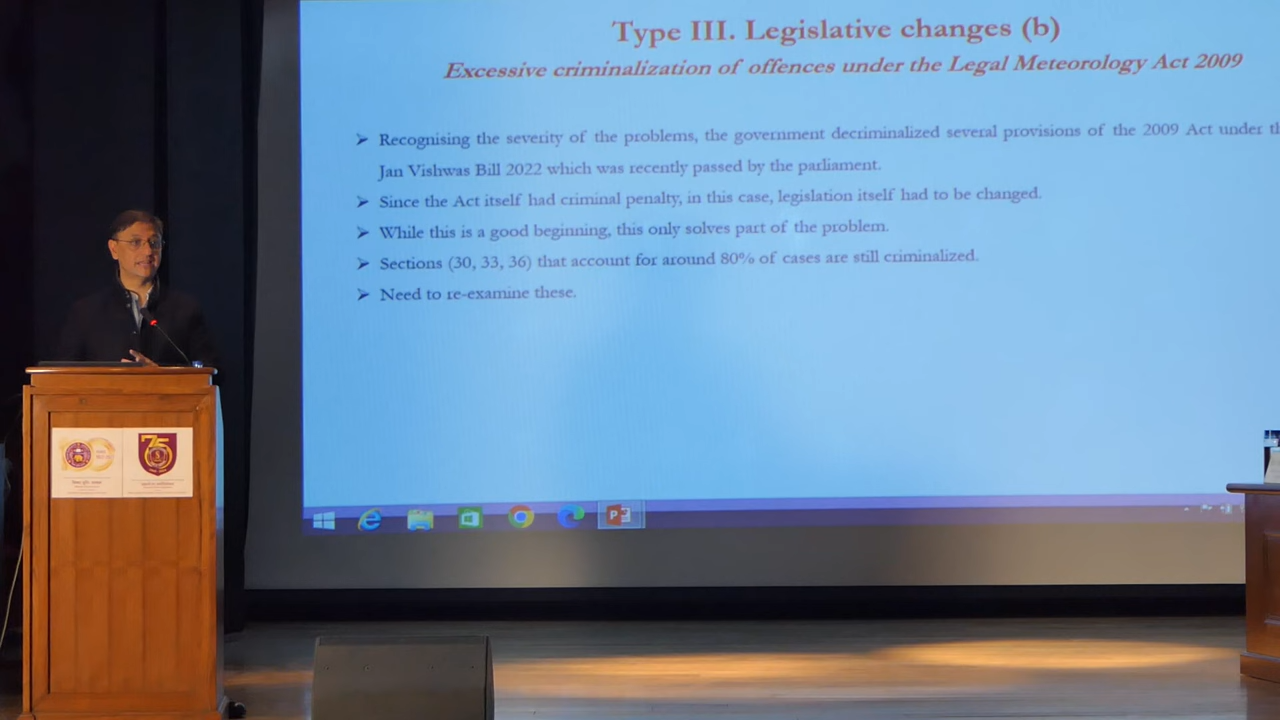 Type III. Legislative changes (b)
Excessive criminalization of offences under the Legal Meteorology Act 2009
➢ Recognising the severity of the problems, the government decriminalized several provisions of the 2009 Act under
Jan Vishwas Bill 2022 which was recently passed by the parliament.
➢ Since the Act itself had criminal penalty, in this case, legislation itself had to be changed.
➢ While this is a good beginning, this only solves part of the problem.
➢ Sections (30, 33, 36) that account for around 80% of cases are still criminalized.
➢ Need to re-examine these.
75